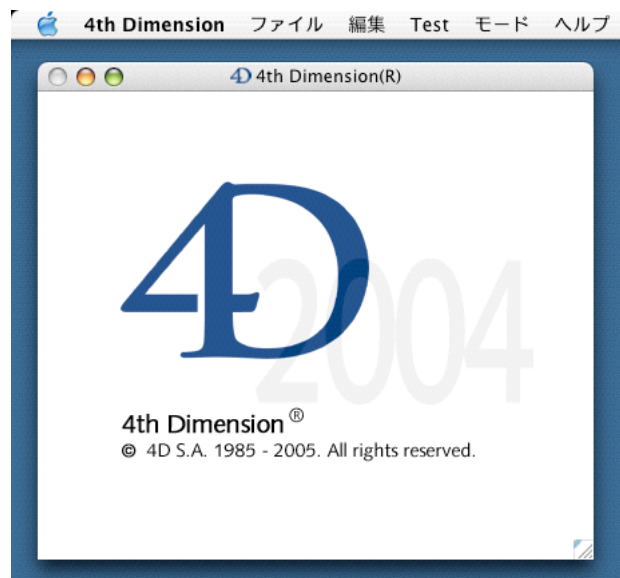 4th Dimension ファイル 編集 Test モード ヘルプ
4D 4th Dimension(R)
4D
2004
4th Dimension ®
© 4D S.A. 1985 - 2005. All rights reserved.